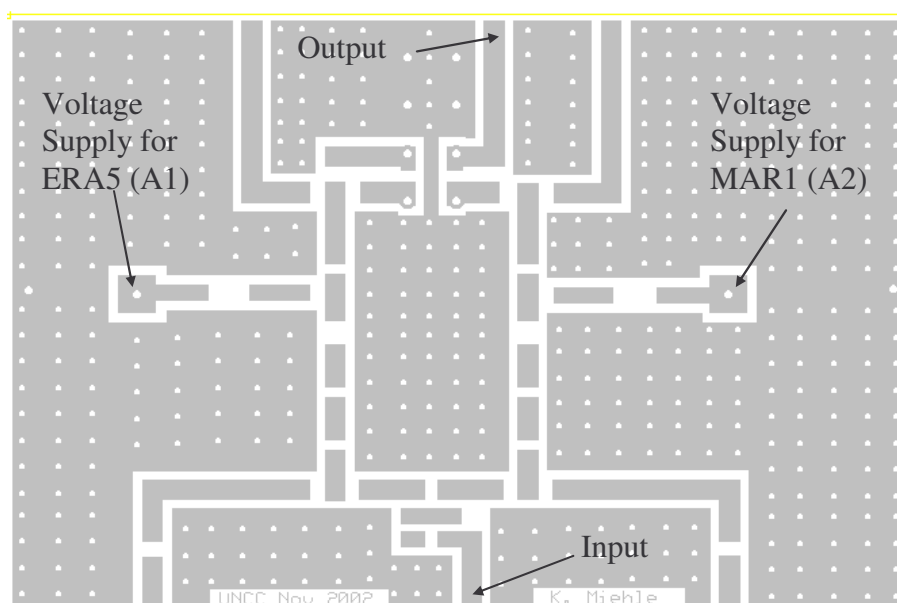 Output
Voltage
Supply for
ERA5 (A1)
Voltage
Supply for
MAR1 (A2)
Input
UNCC Nov 2002
K. Miehle